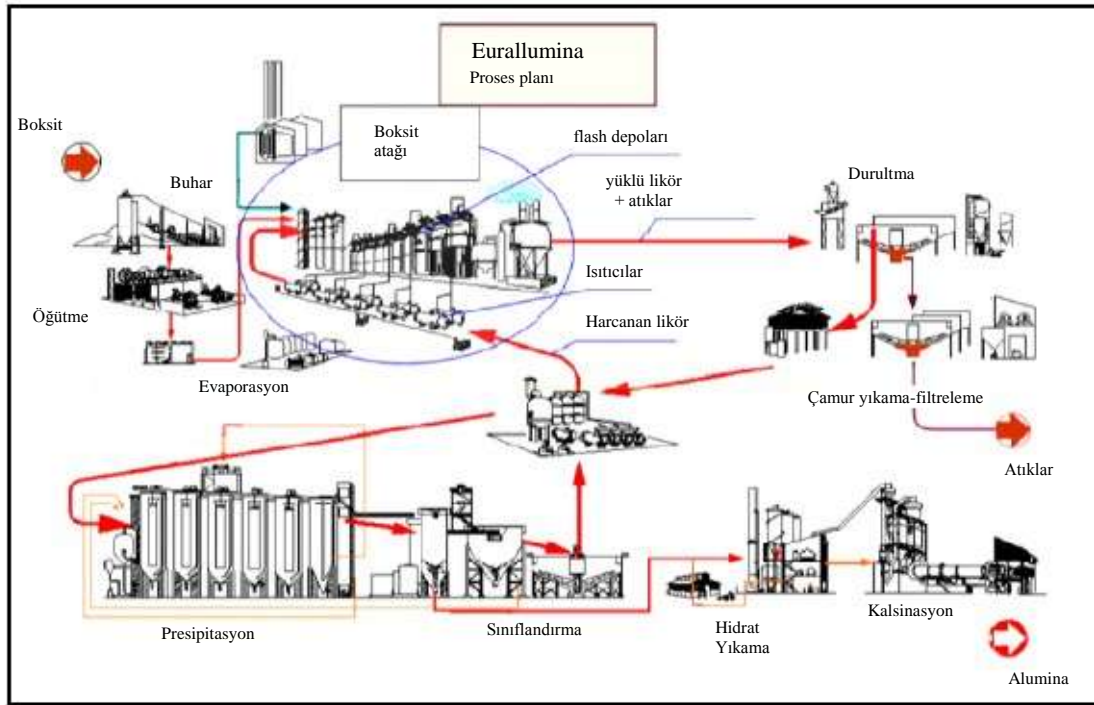 Eurallumina
Proses planı
Boksit
Boksit
atağı
flash depoları
Buhar
yüklü likör
+ atıklar
Durultma
Isıtıcılar
Öğütme
Harcanan likör
Evaporasyon
Çamur yıkama-filtreleme
Atıklar
Presipitasyon
Sınıflandırma
Hidrat
Yıkama
Kalsinasyon
Alumina